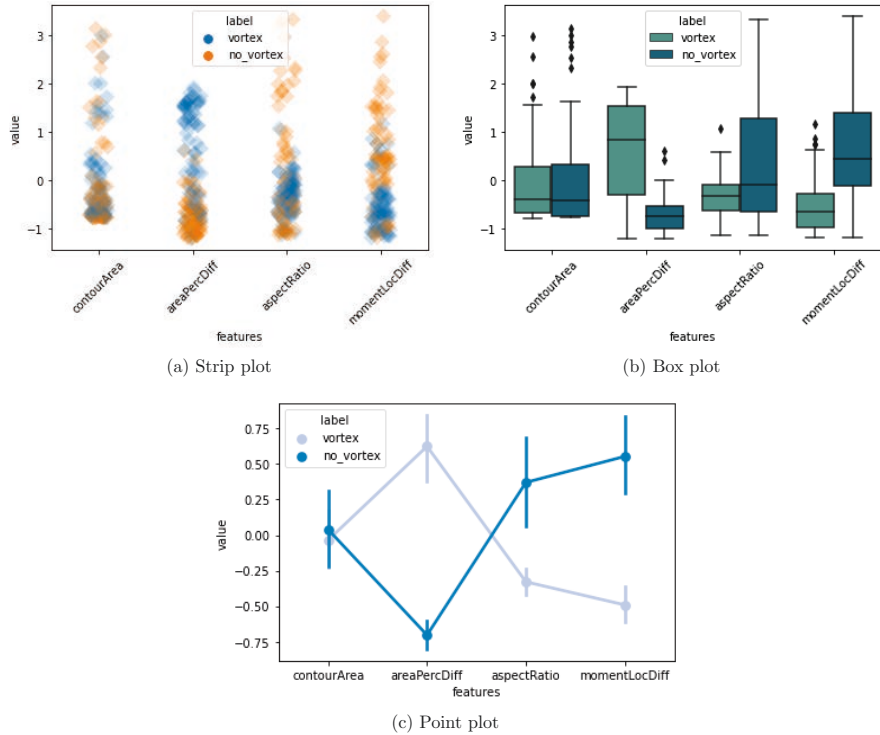 label
vortex
no_vortex
3
2
1
0
−1
value
contourArea
areaPercDiff
aspectRatio
momentLocDiff
features
(a) Strip plot
label
vortex
no_vortex
3
2
1
0
−1
value
contourArea
areaPercDiff
aspectRatio
momentLocDiff
features
(b) Box plot
label
vortex
no_vortex
0.75
0.50
0.25
0.00
−0.25
−0.50
−0.75
value
contourArea
areaPercDiff
aspectRatio
momentLocDiff
features
(c) Point plot